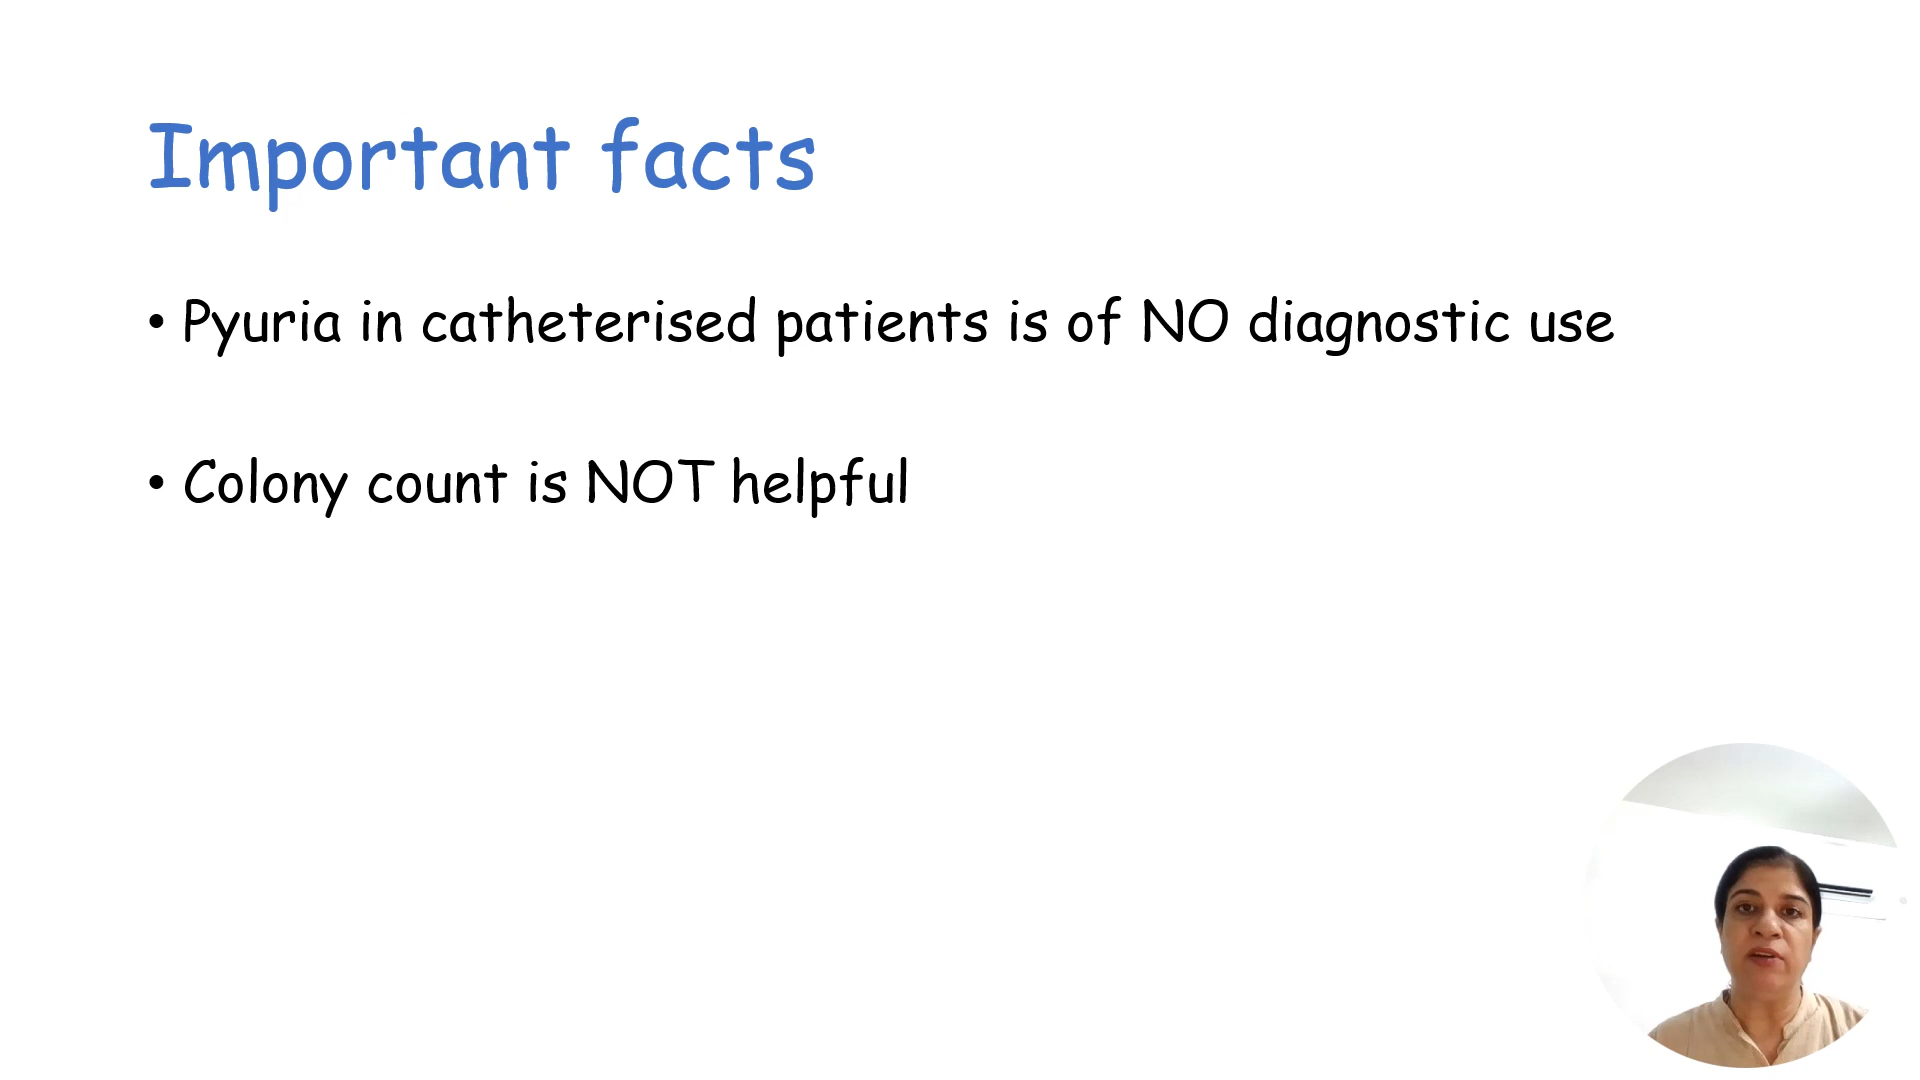 Important facts
• Pyuria in catheterised patients is of NO diagnostic use
• Colony count is NOT helpful